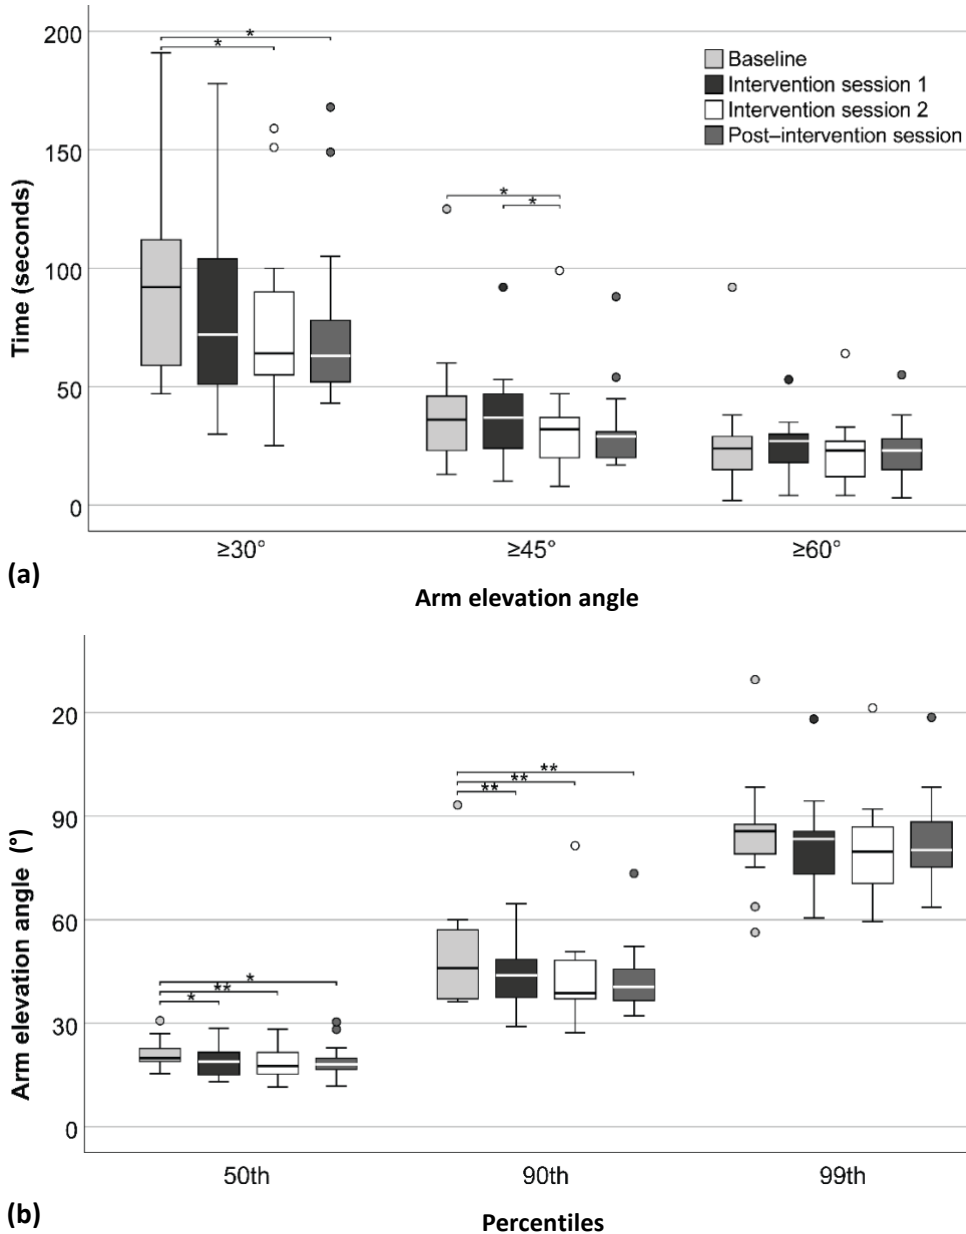 200
*
*
Baseline
Intervention session 1
Intervention session 2
Post–intervention session
150
*
*
Time (seconds)
100
50
0
≥30°
≥45°
≥60°
(a)
Arm elevation angle
20
**
**
**
90
Arm elevation angle (°)
60
*
**
*
30
0
50th
90th
99th
(b)
Percentiles